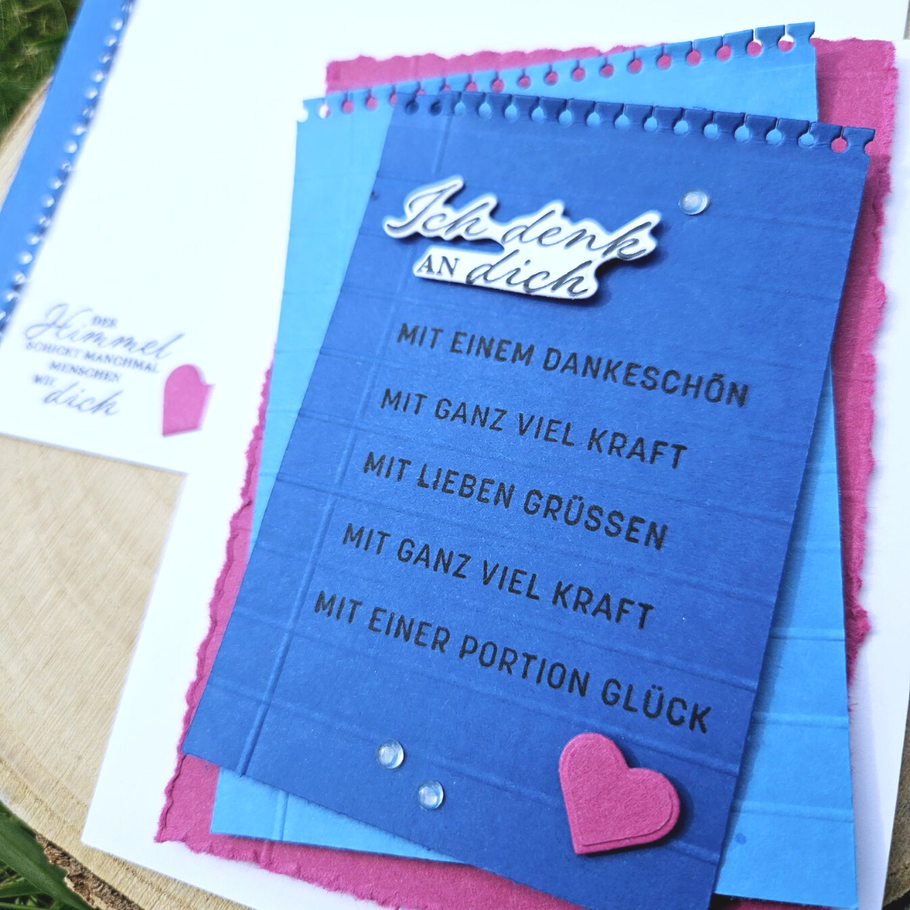 Ich denk
AN dich
MIT EINEM DANKESCHÖN
MIT GANZ VIEL KRAFT
MIT LIEBEN GRÜSSEN
MIT GANZ VIEL KRAFT
MIT EINER PORTION GLÜCK
DER
Himmel
SCHICKT MANCHMAL
MENSCHEN
WIE
dich